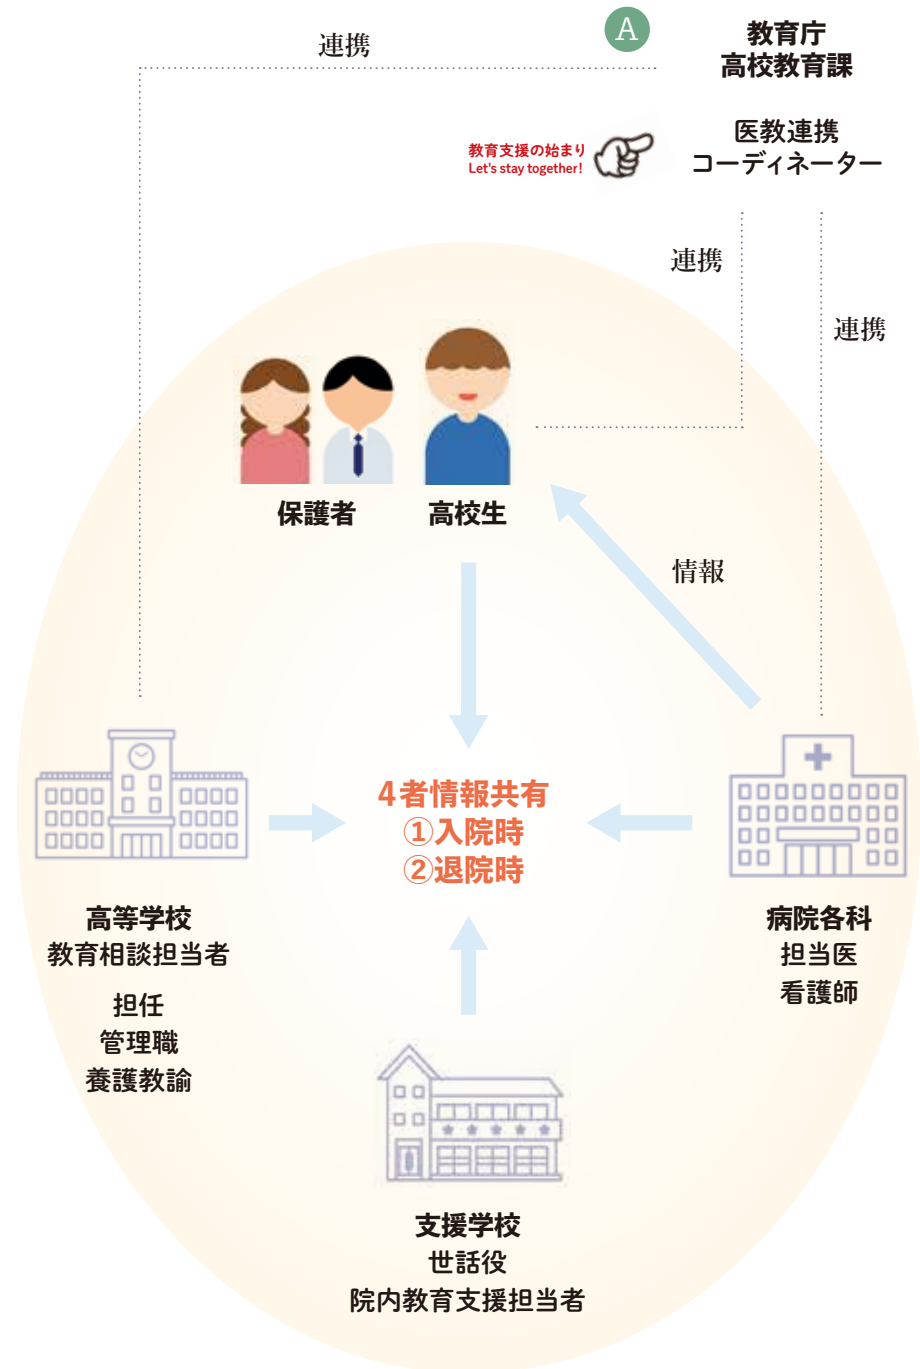 連携
A
教育庁
高校教育課
医教連携
コーディネーター
教育支援の始まり
Let's stay together!
連携
連携
保護者
高校生
情報
4者情報共有
①入院時
②退院時
高等学校
教育相談担当者
担任
管理職
養護教諭
病院各科
担当医
看護師
支援学校
世話役
院内教育支援担当者